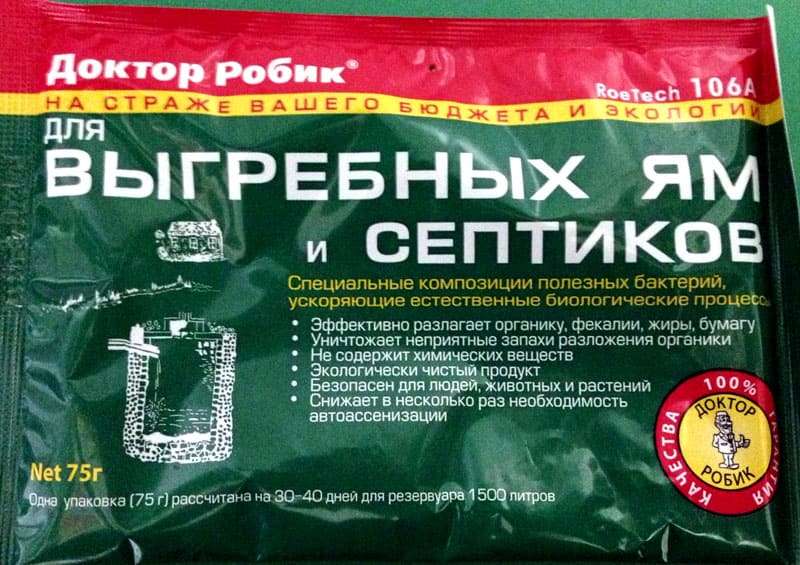 Доктор Робик®
RoeTech 106A
НА СТРАЖЕ ВАШЕГО БЮДЖЕТА И ЭКОЛОГИИ
для
ВЫГРЕБНЫХ ЯМ
и СЕПТИКОВ
Специальные композиции полезных бактерий,
ускоряющие естественные биологические процессы
• Эффективно разлагает органику, фекалии, жиры, бумагу
• Уничтожает неприятные запахи разложения органики
• Не содержит химических веществ
• Экологически чистый продукт
• Безопасен для людей, животных и растений
• Снижает в несколько раз необходимость
автоассенизации
100% ГАРАНТИЯ КАЧЕСТВА
ДОКТОР
РОБИК
Net 75г
Одна упаковка (75 г) рассчитана на 30-40 дней для резервуара 1500 литров